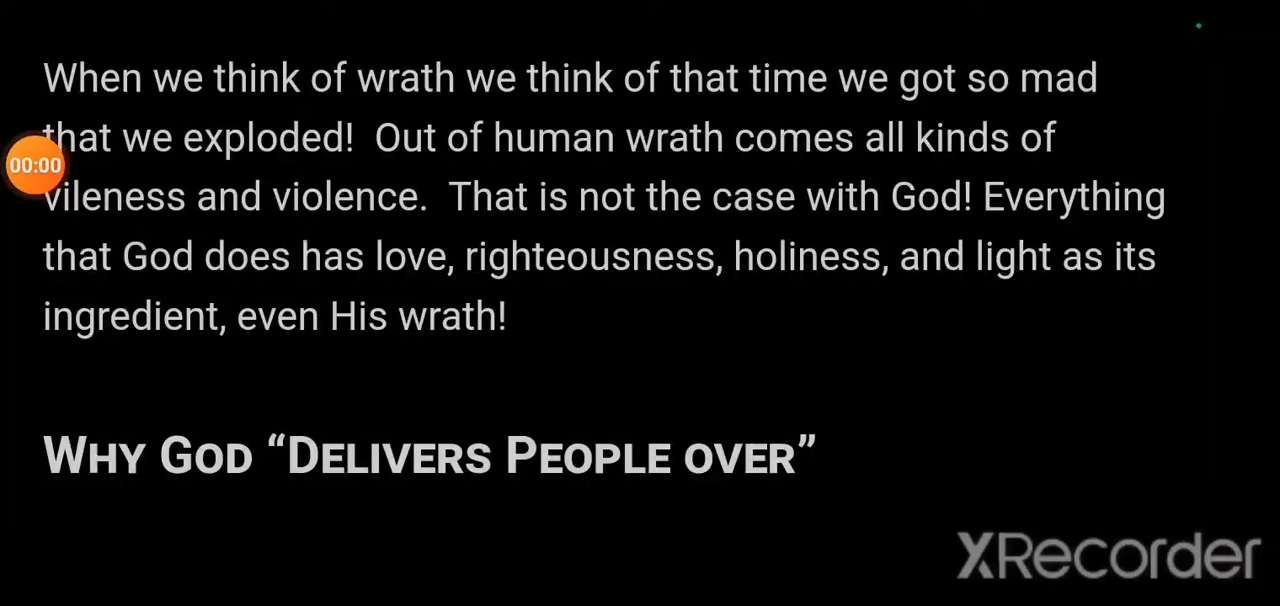 When we think of wrath we think of that time we got so mad
that we exploded!  Out of human wrath comes all kinds of
00:00
vileness and violence.  That is not the case with God! Everything
that God does has love, righteousness, holiness, and light as its
ingredient, even His wrath!
WHY GOD “DELIVERS PEOPLE OVER”
XRecorder